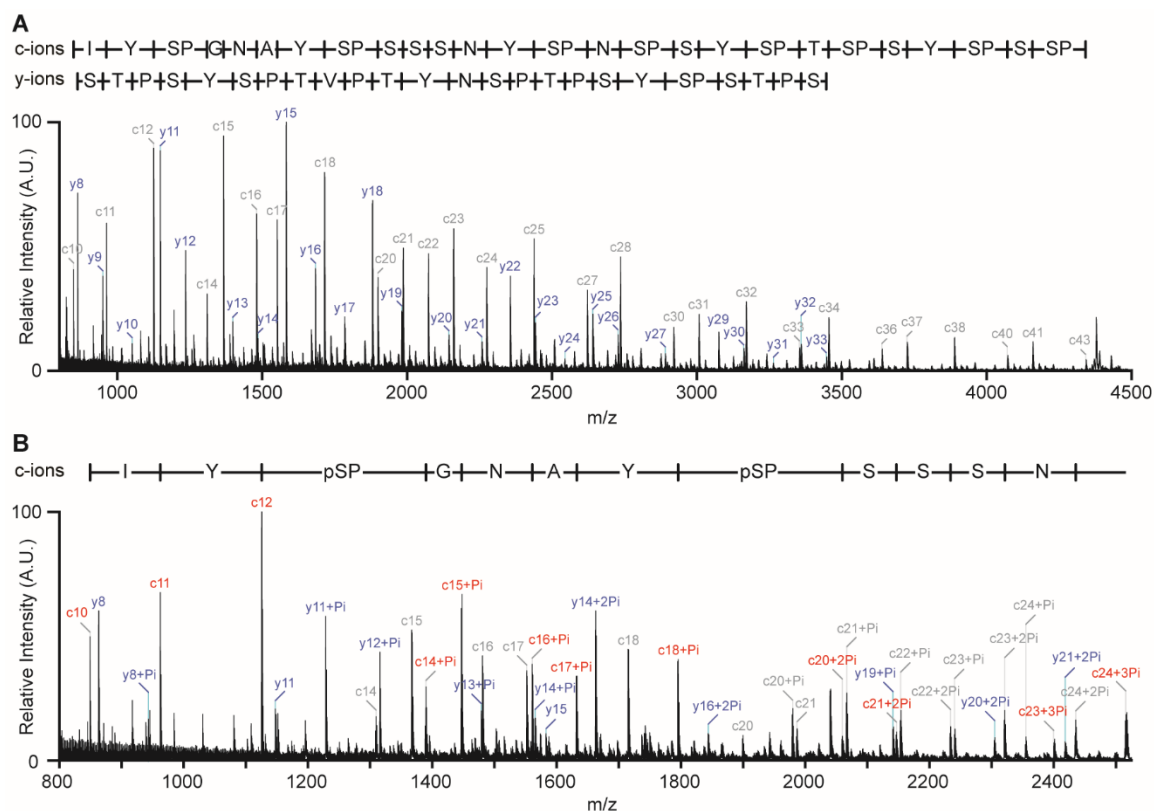 A
c-ions I Y SP G N A Y SP S S S N Y SP N SP S Y SP T SP S Y SP S SP
y-ions S T P S Y S P T V P T Y N S P T P S Y SP S T P S
100
0
Relative Intensity (A.U.)
c10 y8 y9 c11 y10 c12 y11 y12 c14 c15 y13 c16 y14 c17 y15 y16 c18 y17 y18 c20 y19 c21 c22 y20 c23 y21 c24 y22 c25 y23 y24 c27 y25 y26 c28 y27 c30 c31 y29 y30 c32 y31 c33 y32 y33 c34 c36 c37 c38 c40 c41 c43
1000 1500 2000 2500 3000 3500 4000 4500
m/z
B
c-ions I Y pSP G N A Y pSP S S S N
100
0
Relative Intensity (A.U.)
c10 y8 y8+Pi c11 c12 y11 y11+Pi c14 y12+Pi c15 c14+Pi c15+Pi y13+Pi c16 c17 c16+Pi y14+Pi y15 c17+Pi y14+2Pi c18 c18+Pi y16+2Pi c20 c20+Pi c21 c20+2Pi c21+Pi y19+Pi c21+2Pi c22+Pi c22+2Pi c23+Pi y20+2Pi c23+2Pi c24+Pi c23+3Pi y21+2Pi c24+2Pi c24+3Pi
800 1000 1200 1400 1600 1800 2000 2200 2400
m/z